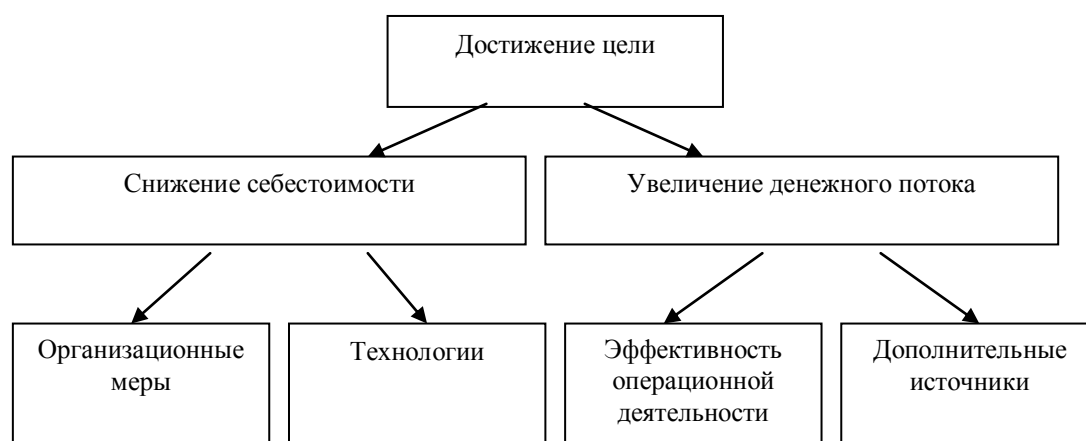 Достижение цели
Снижение себестоимости
Увеличение денежного потока
Организационные
меры
Технологии
Эффективность
операционной
деятельности
Дополнительные
источники